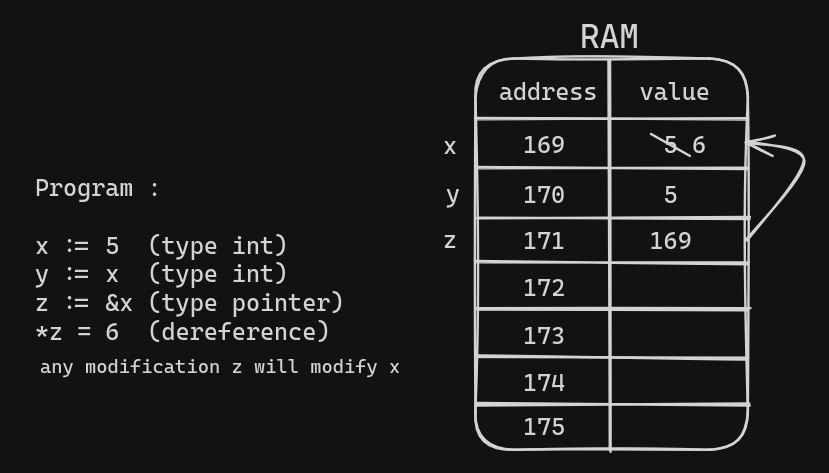 RAM
address value
x 169 5 6
y 170 5
z 171 169
172
173
174
175
Program :
x := 5 (type int)
y := x (type int)
z := &x (type pointer)
*z = 6 (dereference)
any modification z will modify x